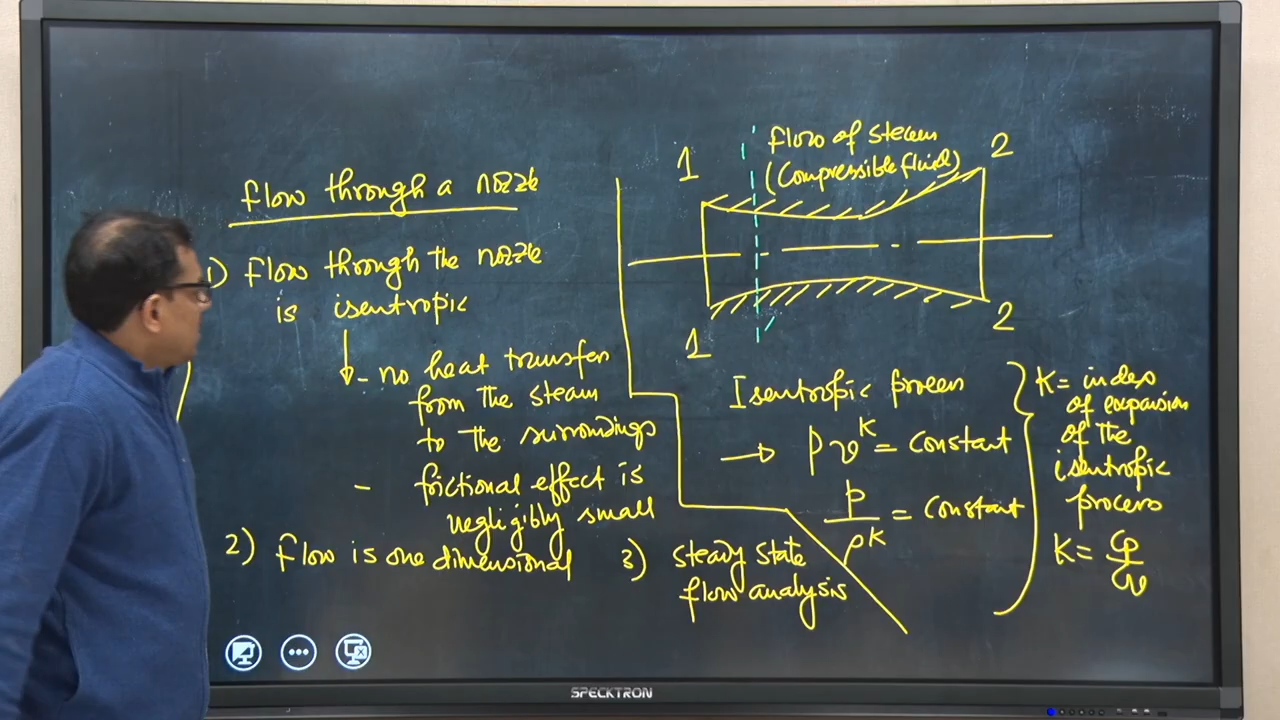 flow through a nozzle
1) flow through the nozzle
is isentropic
- no heat transfer
from the steam
to the surroundings
- frictional effect is
negligibly small
2) flow is one dimensional
3) steady state
flow analysis
flow of steam
(Compressible fluid)
1
2
1
2
Isentropic process
→ p v^k = constant
p/ρ^k = constant
K = index
of expansion
of the
isentropic
process
K = Cp/Cv
SPECKTRON